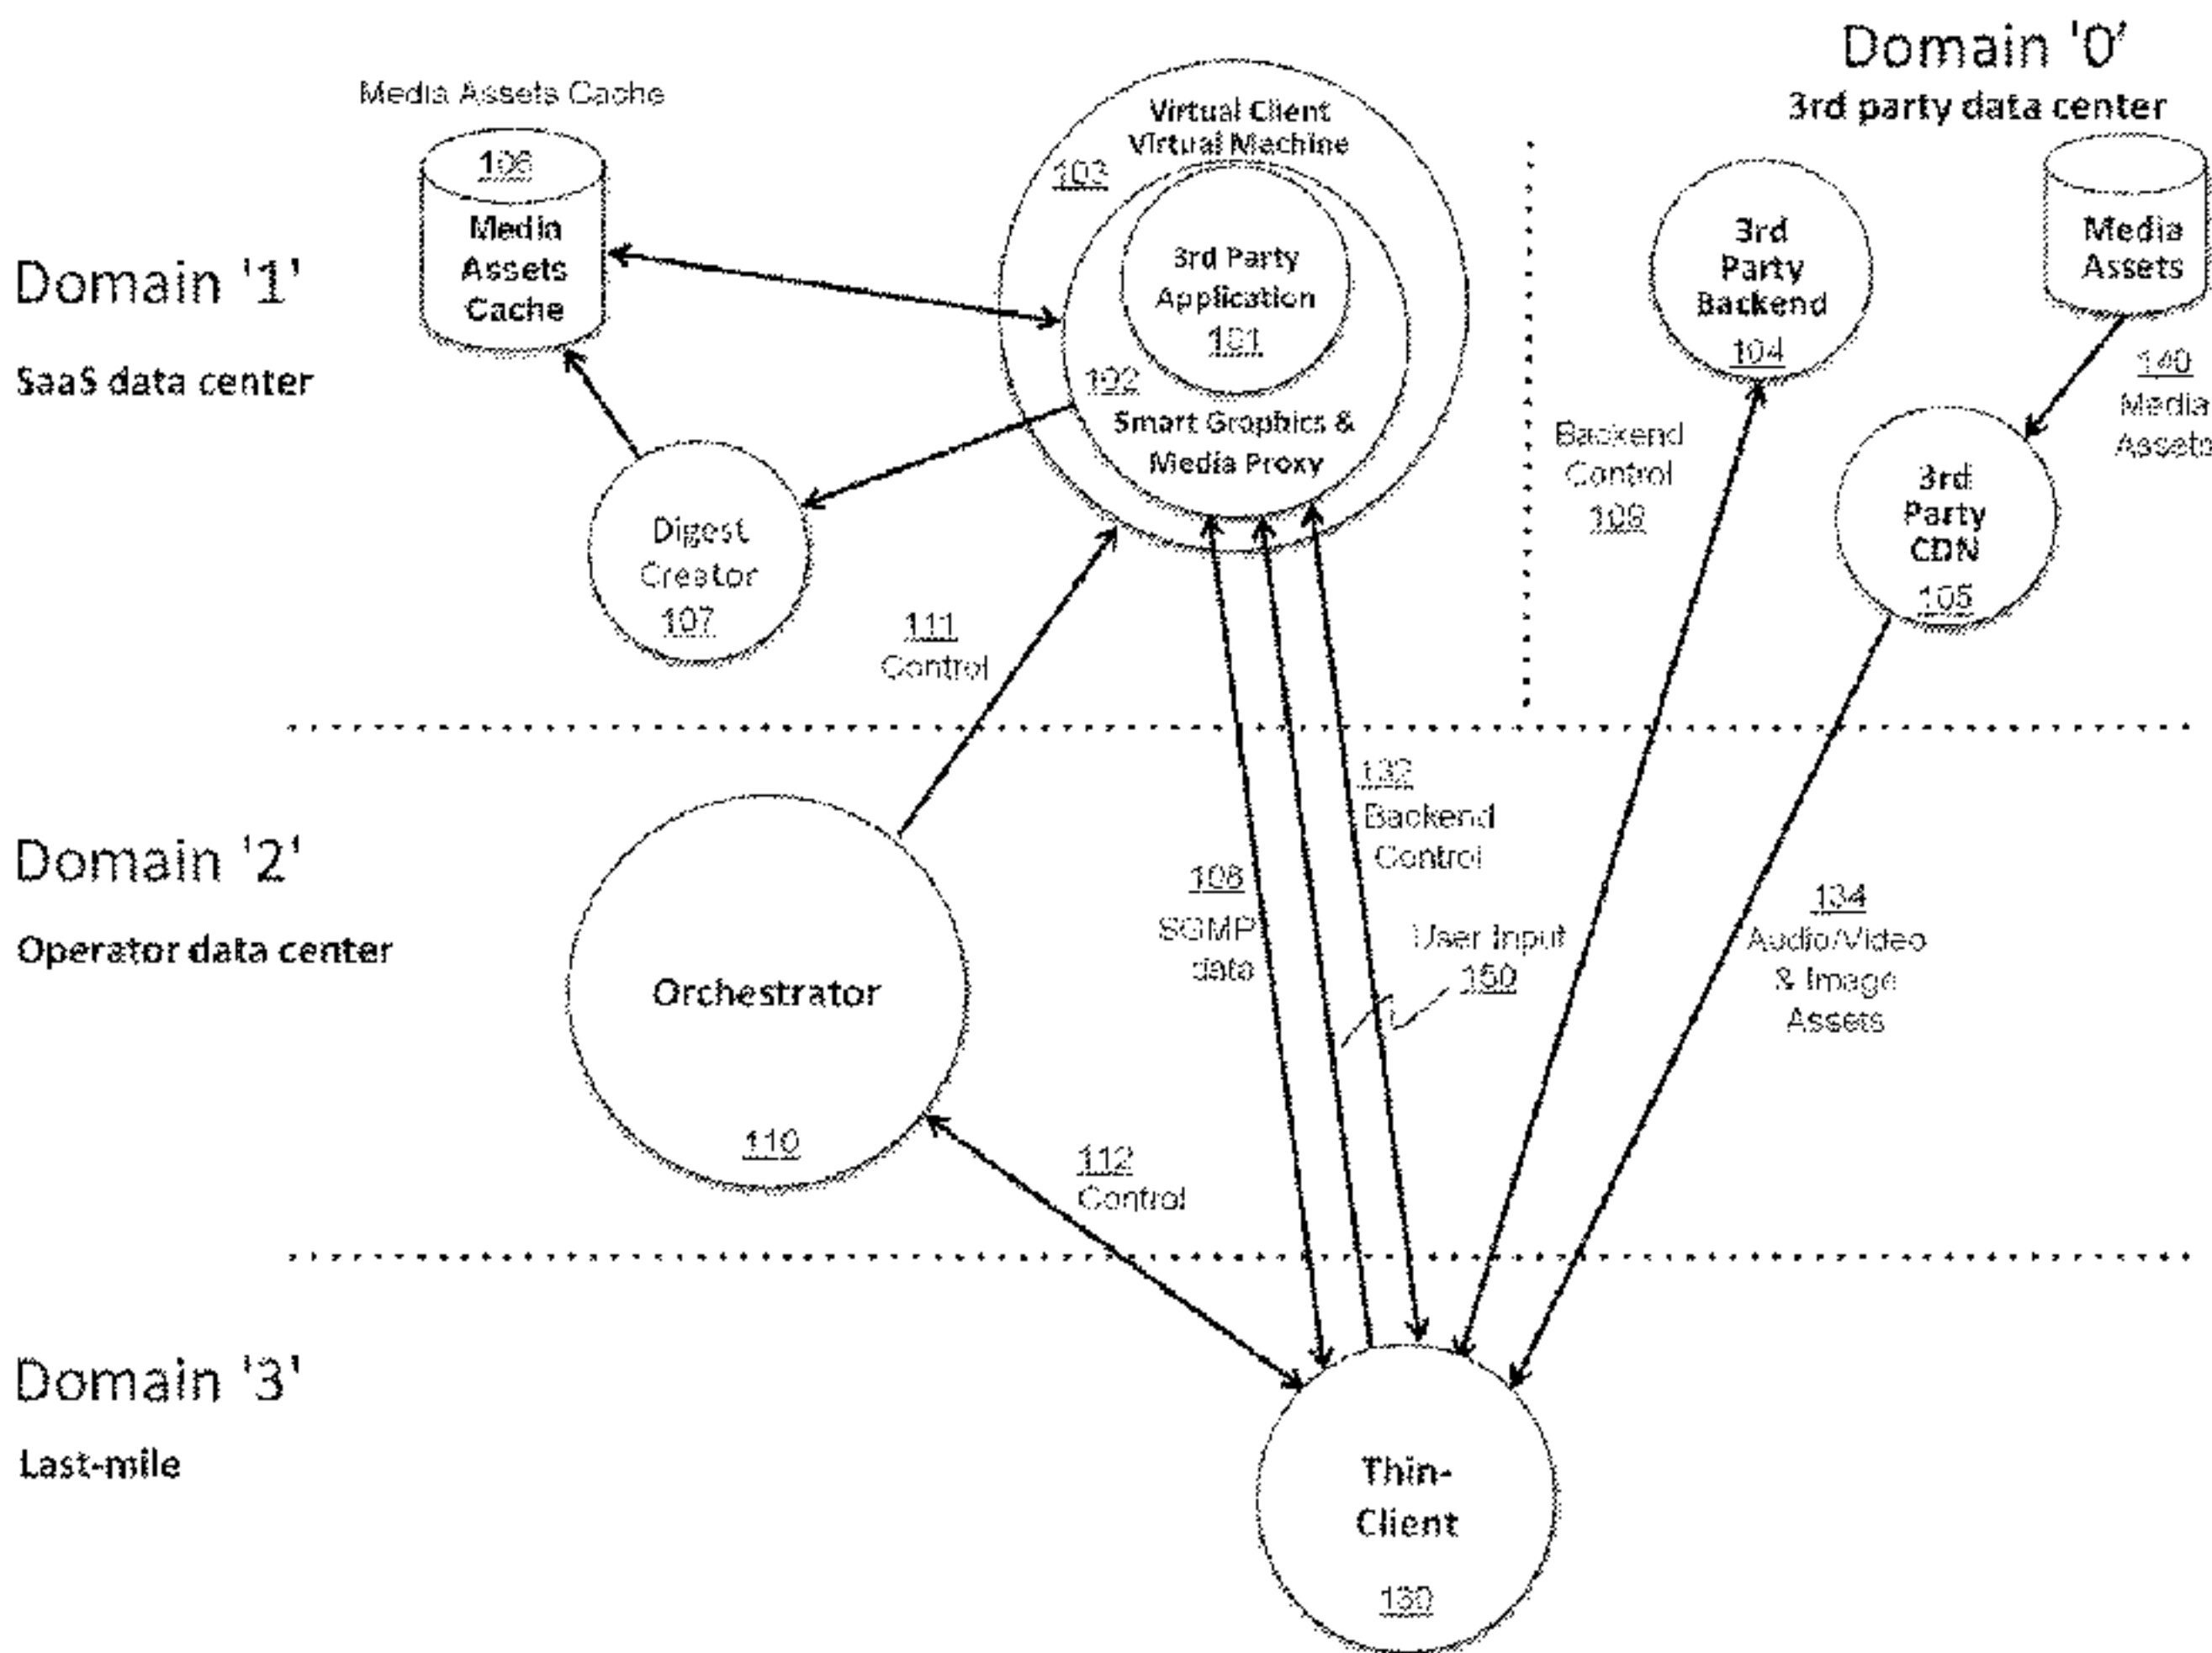 Domain '0'
3rd party data center
Media Assets Cache
106
Media
Assets
Cache
Virtual Client
Virtual Machine
103
3rd Party
Application
101
102
Smart Graphics &
Media Proxy
3rd
Party
Backend
104
Media
Assets
140
Media
Assets
Domain '1'
SaaS data center
Digest
Creator
107
111
Control
Backend
Control
109
3rd
Party
CDN
105
Domain '2'
Operator data center
Orchestrator
110
112
Control
108
SGMP
data
132
Backend
Control
User Input
150
134
Audio/Video
& Image
Assets
Domain '3'
Last-mile
Thin-
Client
130